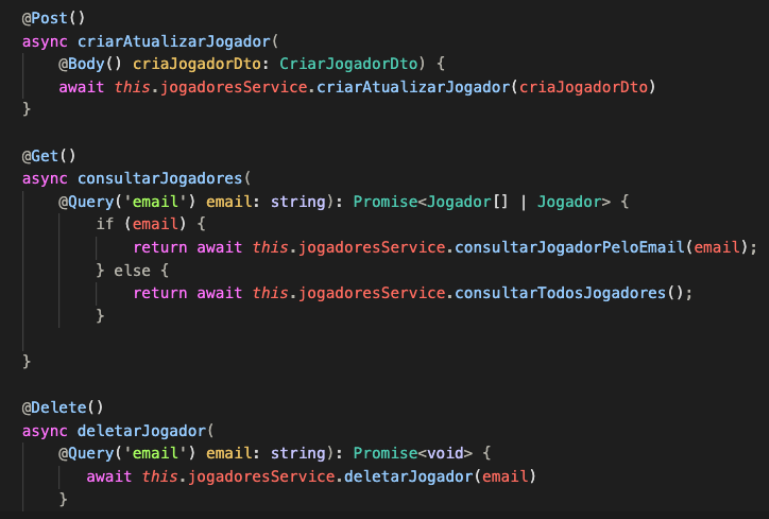 @Post()
async criarAtualizarJogador(
    @Body() criaJogadorDto: CriarJogadorDto) {
    await this.jogadoresService.criarAtualizarJogador(criaJogadorDto)
}

@Get()
async consultarJogadores(
    @Query('email') email: string): Promise<Jogador[] | Jogador> {
        if (email) {
            return await this.jogadoresService.consultarJogadorPeloEmail(email);
        } else {
            return await this.jogadoresService.consultarTodosJogadores();
        }

}

@Delete()
async deletarJogador(
    @Query('email') email: string): Promise<void> {
       await this.jogadoresService.deletarJogador(email)
    }